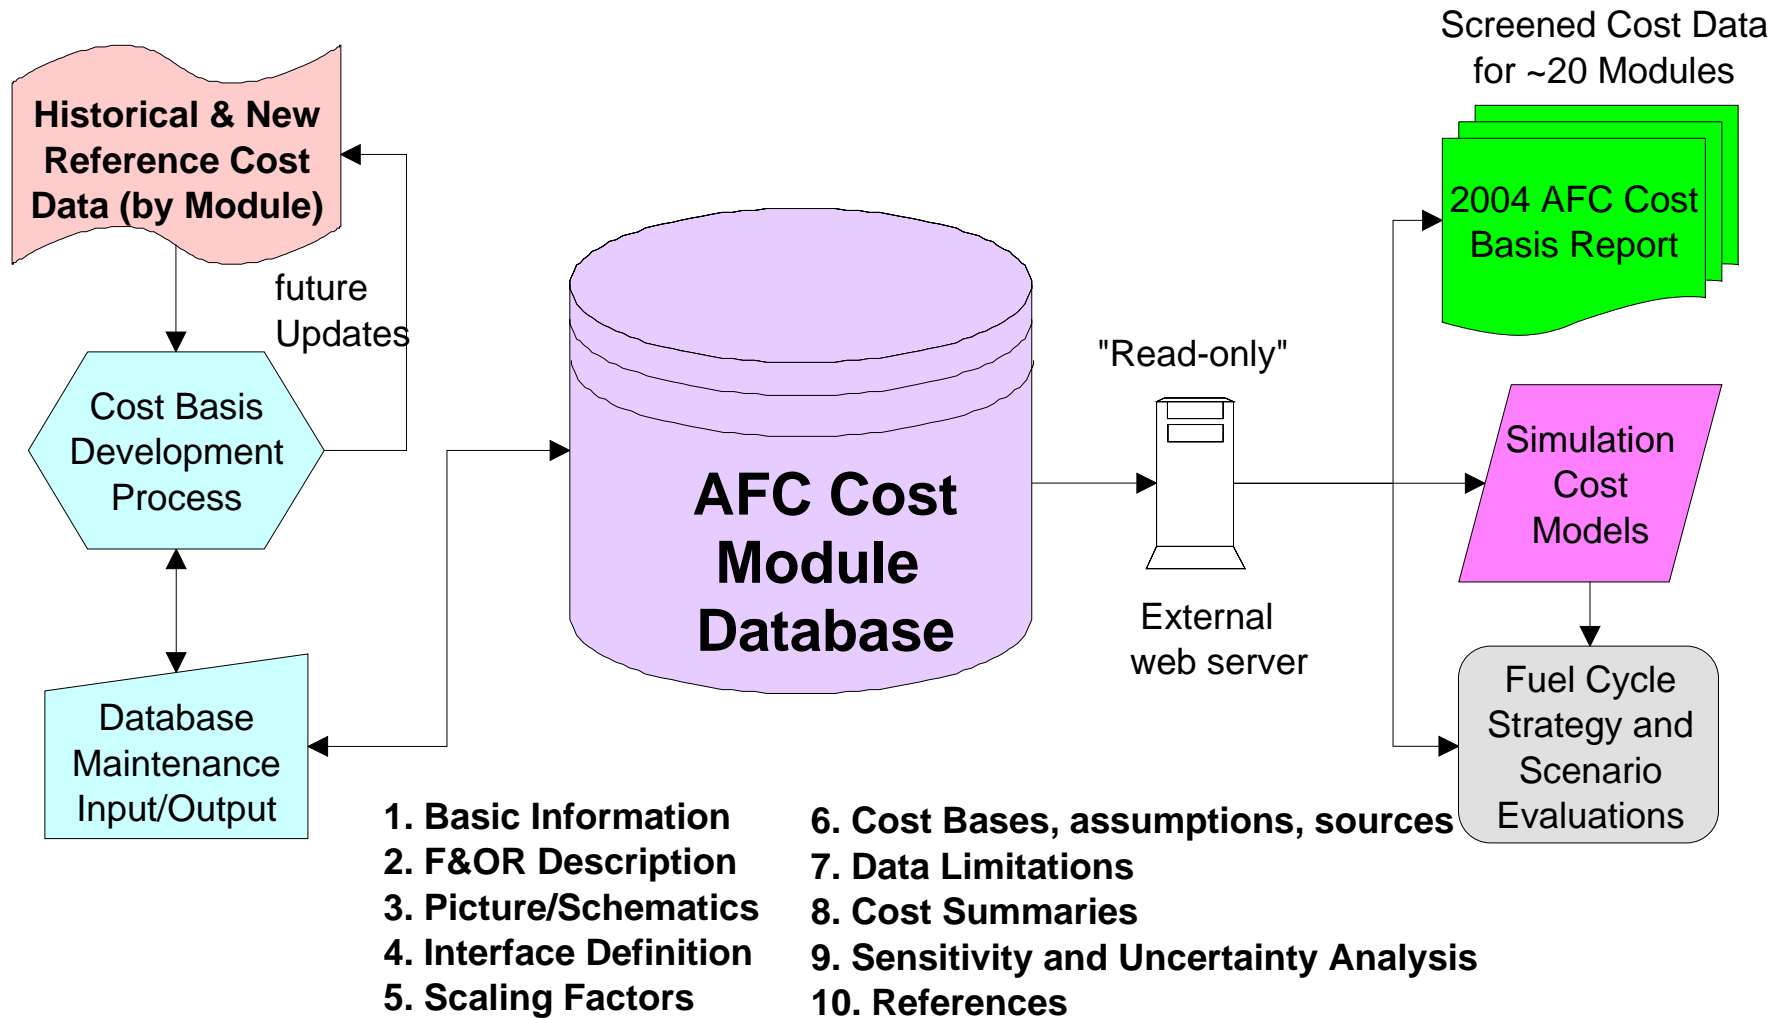 Screened Cost Data
for ~20 Modules
Historical & New
Reference Cost
Data (by Module)
future
Updates
Cost Basis
Development
Process
Database
Maintenance
Input/Output
AFC Cost
Module
Database
"Read-only"
External
web server
2004 AFC Cost
Basis Report
Simulation
Cost
Models
Fuel Cycle
Strategy and
Scenario
Evaluations
1. Basic Information
2. F&OR Description
3. Picture/Schematics
4. Interface Definition
5. Scaling Factors
6. Cost Bases, assumptions, sources
7. Data Limitations
8. Cost Summaries
9. Sensitivity and Uncertainty Analysis
10. References